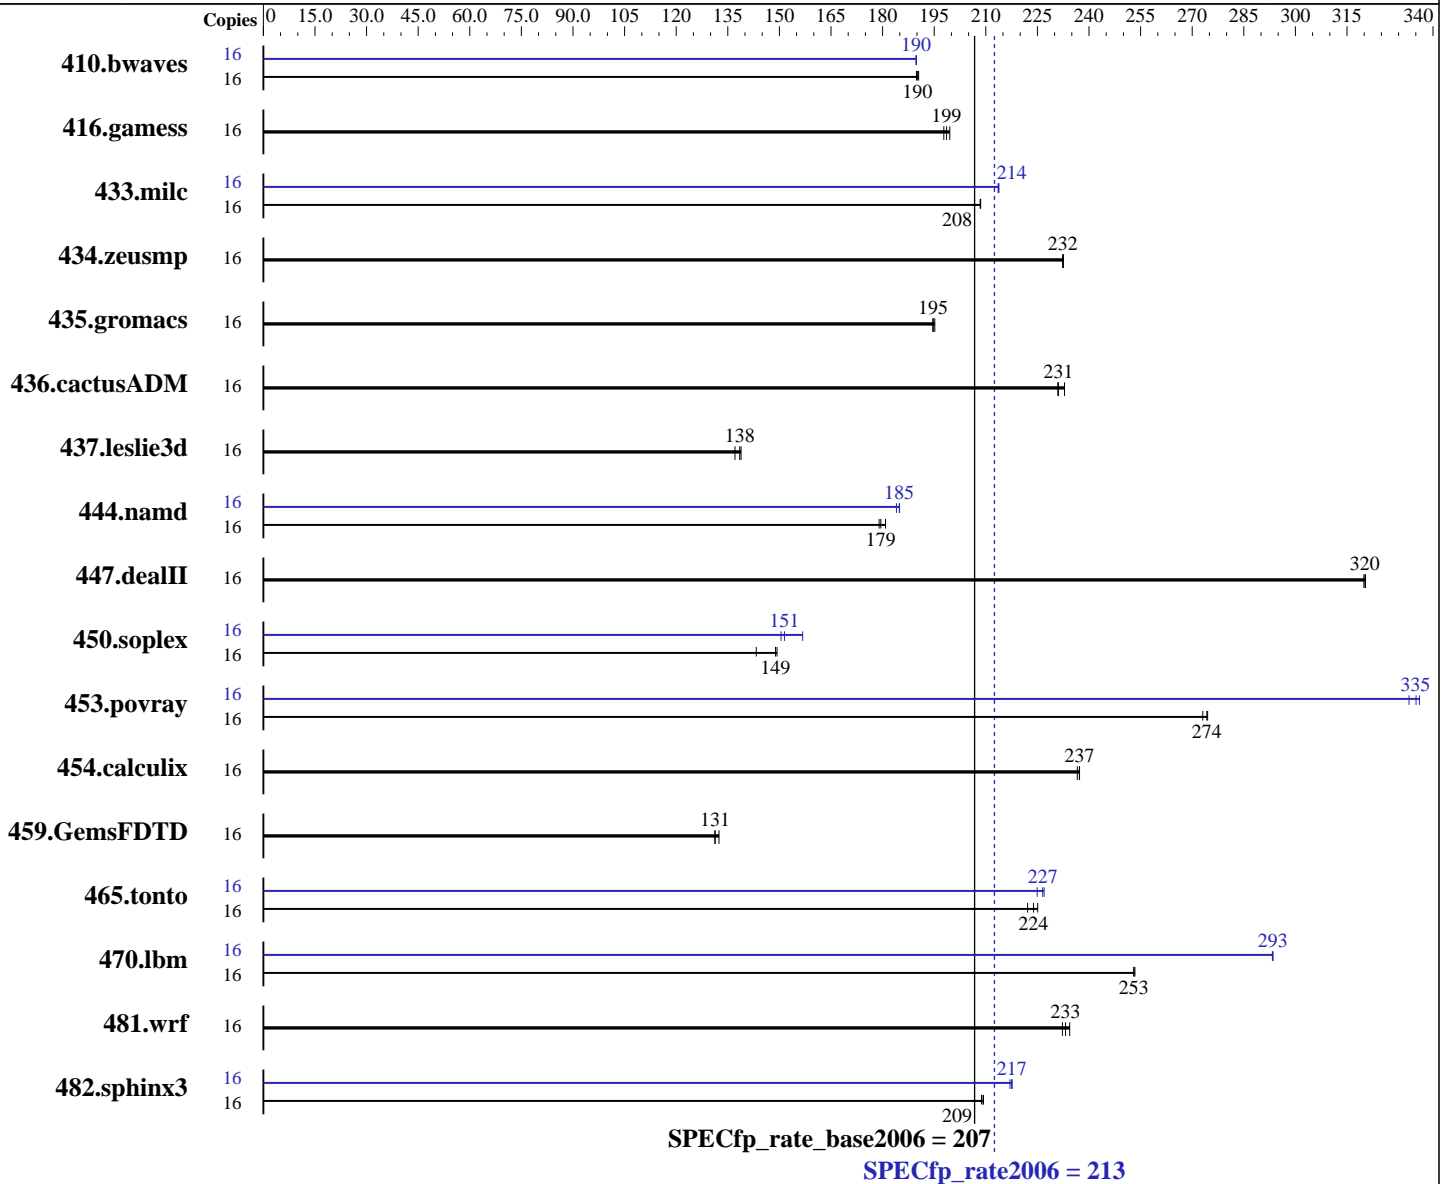 Copies 0 15.0 30.0 45.0 60.0 75.0 90.0 105 120 135 150 165 180 195 210 225 240 255 270 285 300 315 340
410.bwaves 16 190
16 190
416.gamess 16 199
433.milc 16 214
16 208
434.zeusmp 16 232
435.gromacs 16 195
436.cactusADM 16 231
437.leslie3d 16 138
444.namd 16 185
16 179
447.dealII 16 320
450.soplex 16 151
16 149
453.povray 16 335
16 274
454.calculix 16 237
459.GemsFDTD 16 131
465.tonto 16 227
16 224
470.lbm 16 293
16 253
481.wrf 16 233
482.sphinx3 16 217
16 209
SPECfp_rate_base2006 = 207
SPECfp_rate2006 = 213